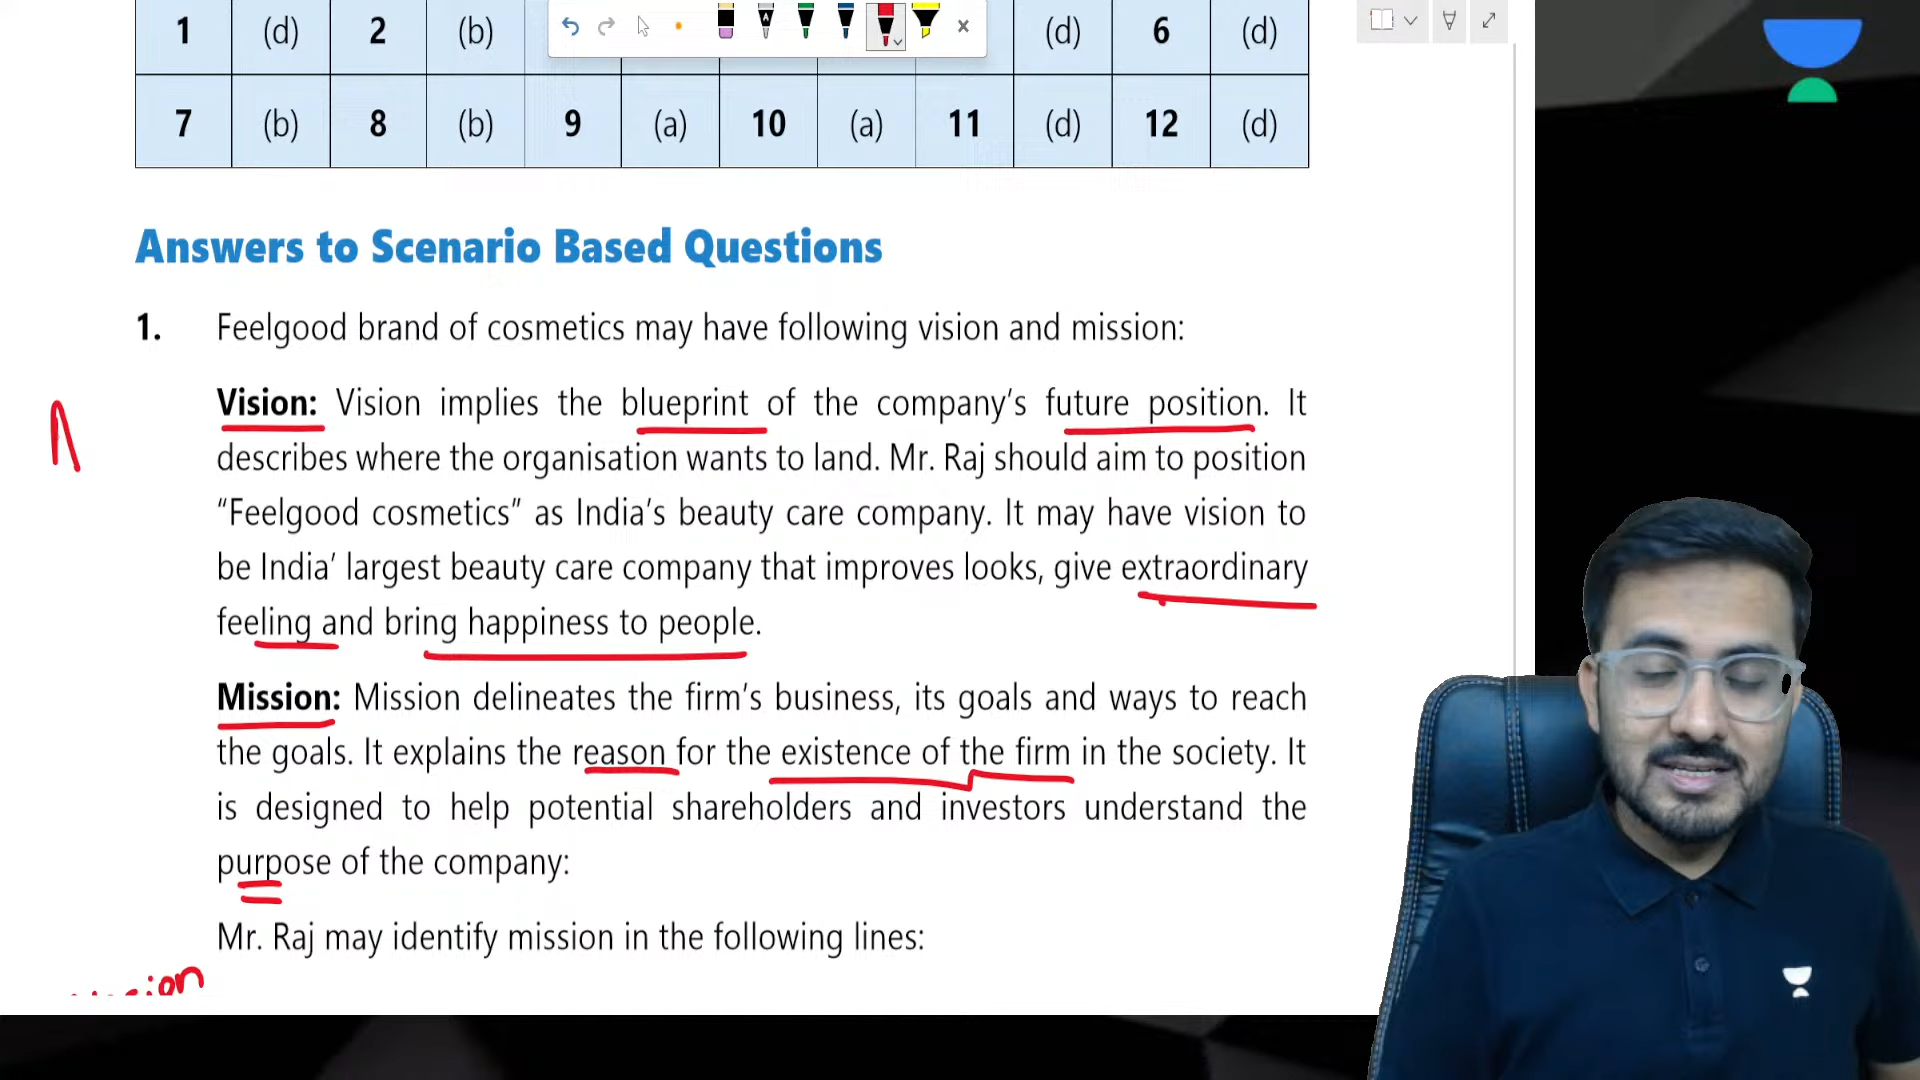 1 (d) 2 (b) (d) 6 (d)
7 (b) 8 (b) 9 (a) 10 (a) 11 (d) 12 (d)
Answers to Scenario Based Questions
1. Feelgood brand of cosmetics may have following vision and mission:
Vision: Vision implies the blueprint of the company’s future position. It
describes where the organisation wants to land. Mr. Raj should aim to position
“Feelgood cosmetics” as India’s beauty care company. It may have vision to
be India’ largest beauty care company that improves looks, give extraordinary
feeling and bring happiness to people.
Mission: Mission delineates the firm’s business, its goals and ways to reach
the goals. It explains the reason for the existence of the firm in the society. It
is designed to help potential shareholders and investors understand the
purpose of the company:
Mr. Raj may identify mission in the following lines: